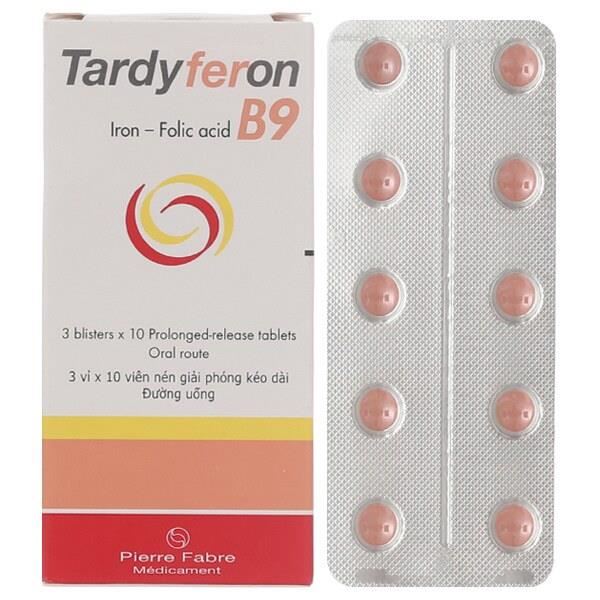 Tardyferon
Iron – Folic acid B9
3 blisters x 10 Prolonged-release tablets
Oral route
3 vỉ x 10 viên nén giải phóng kéo dài
Đường uống
Pierre Fabre
Médicament